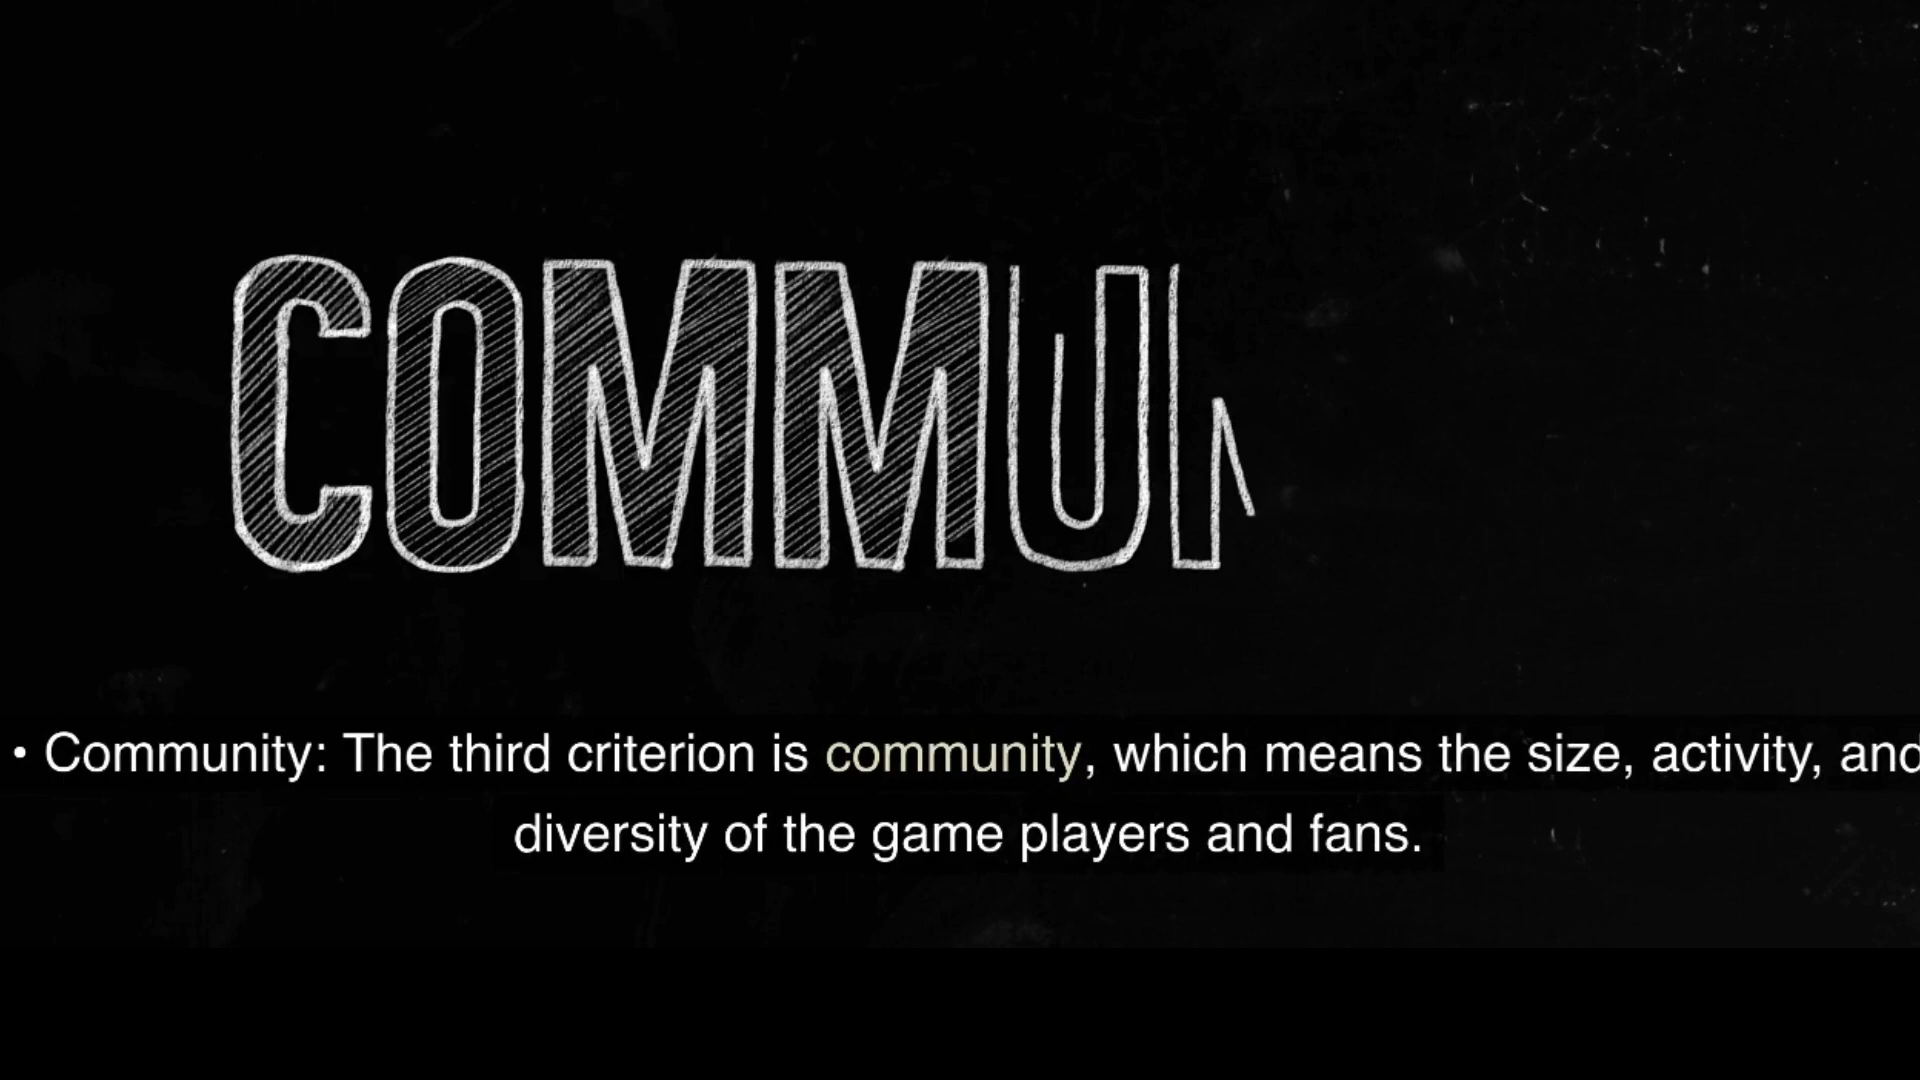 COMMUN
• Community: The third criterion is community, which means the size, activity, and
diversity of the game players and fans.